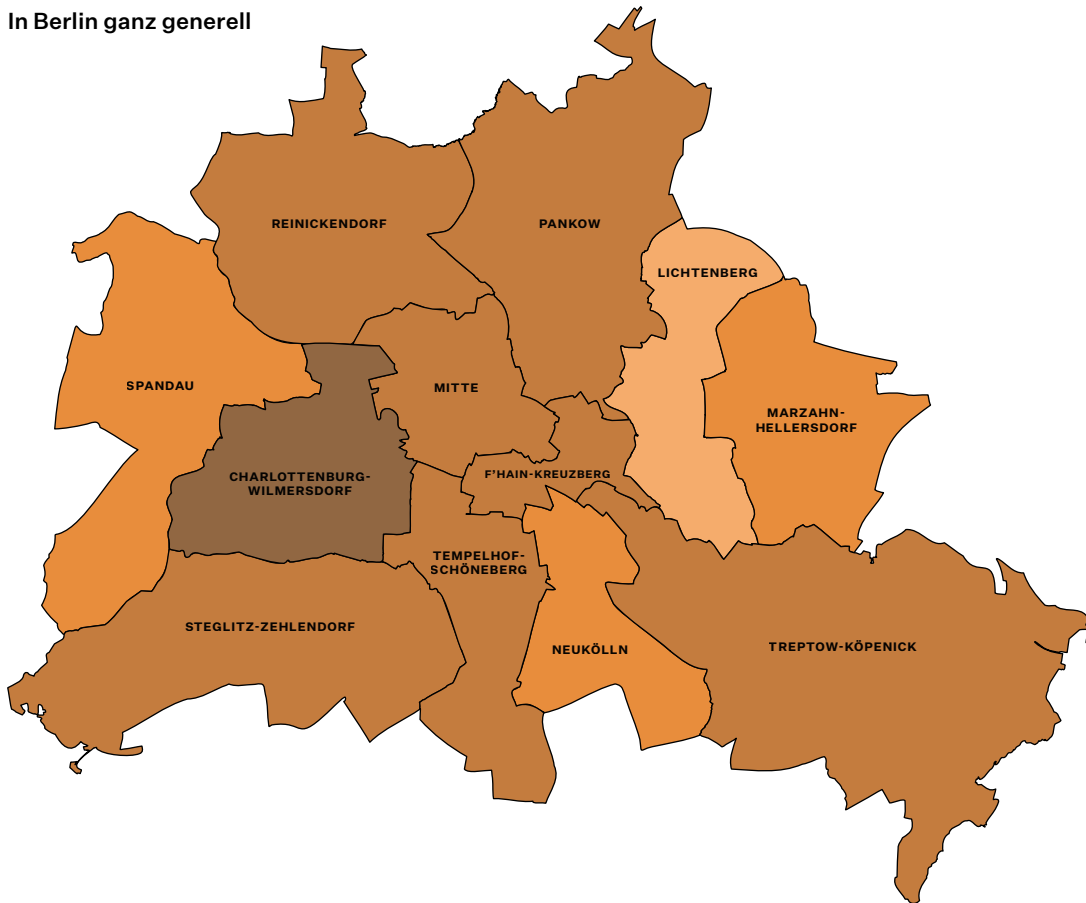 In Berlin ganz generell
REINICKENDORF
PANKOW
LICHTENBERG
SPANDAU
MITTE
MARZAHN-
HELLERSDORF
CHARLOTTENBURG-
WILMERSDORF
F'HAIN-KREUZBERG
TEMPELHOF-
SCHÖNEBERG
STEGLITZ-ZEHLENDORF
NEUKÖLLN
TREPTOW-KÖPENICK